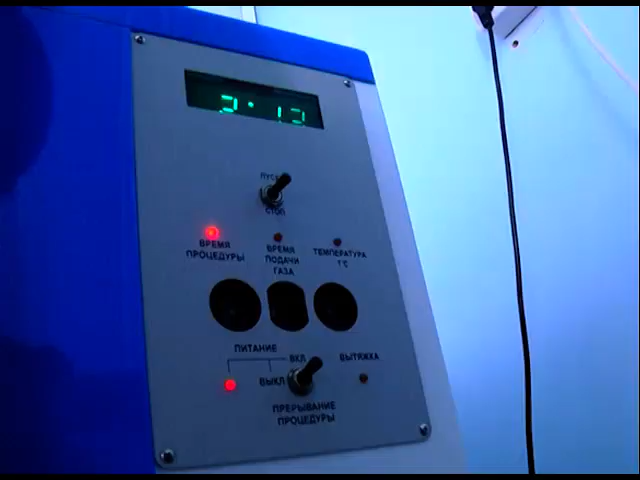 ПУСК
СТОП
ВРЕМЯ
ПРОЦЕДУРЫ
ВРЕМЯ
ПОДАЧИ
ГАЗА
ТЕМПЕРАТУРА
T°C
ПИТАНИЕ
ВКЛ
ВЫТЯЖКА
ВЫКЛ
ПРЕРЫВАНИЕ
ПРОЦЕДУРЫ